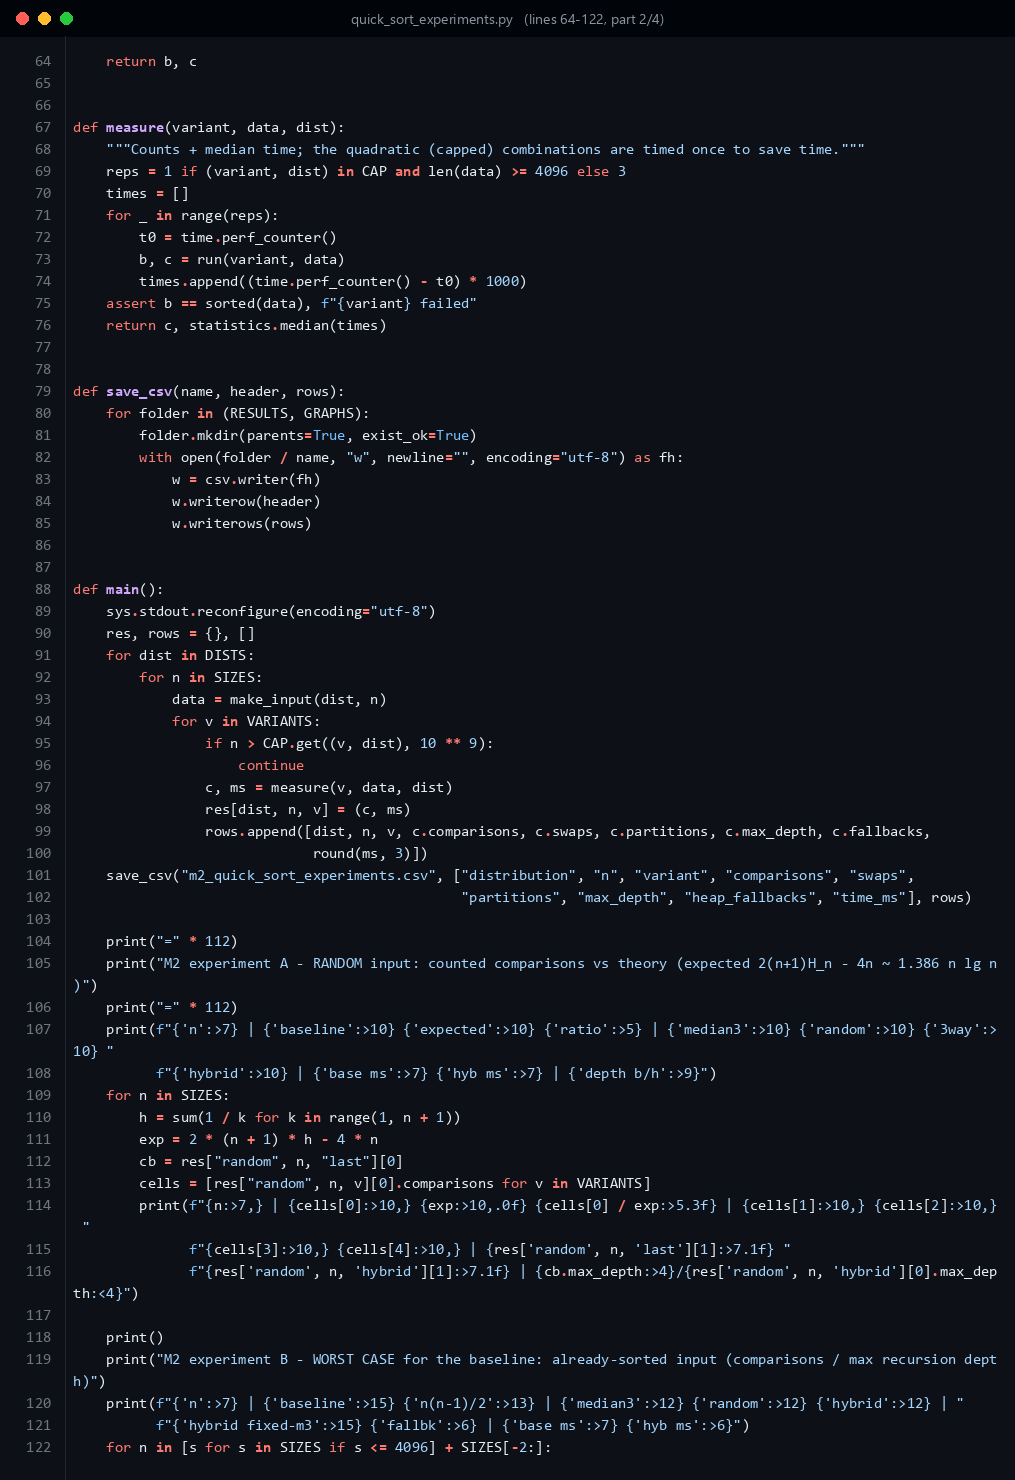 quick_sort_experiments.py (lines 64-122, part 2/4)
64     return b, c
65
66
67 def measure(variant, data, dist):
68     """Counts + median time; the quadratic (capped) combinations are timed once to save time."""
69     reps = 1 if (variant, dist) in CAP and len(data) >= 4096 else 3
70     times = []
71     for _ in range(reps):
72         t0 = time.perf_counter()
73         b, c = run(variant, data)
74         times.append((time.perf_counter() - t0) * 1000)
75     assert b == sorted(data), f"{variant} failed"
76     return c, statistics.median(times)
77
78
79 def save_csv(name, header, rows):
80     for folder in (RESULTS, GRAPHS):
81         folder.mkdir(parents=True, exist_ok=True)
82         with open(folder / name, "w", newline="", encoding="utf-8") as fh:
83             w = csv.writer(fh)
84             w.writerow(header)
85             w.writerows(rows)
86
87
88 def main():
89     sys.stdout.reconfigure(encoding="utf-8")
90     res, rows = {}, []
91     for dist in DISTS:
92         for n in SIZES:
93             data = make_input(dist, n)
94             for v in VARIANTS:
95                 if n > CAP.get((v, dist), 10 ** 9):
96                     continue
97                 c, ms = measure(v, data, dist)
98                 res[dist, n, v] = (c, ms)
99                 rows.append([dist, n, v, c.comparisons, c.swaps, c.partitions, c.max_depth, c.fallbacks,
100                              round(ms, 3)])
101     save_csv("m2_quick_sort_experiments.csv", ["distribution", "n", "variant", "comparisons", "swaps",
102                                                "partitions", "max_depth", "heap_fallbacks", "time_ms"], rows)
103
104     print("=" * 112)
105     print("M2 experiment A - RANDOM input: counted comparisons vs theory (expected 2(n+1)H_n - 4n ~ 1.386 n lg n
)")
106     print("=" * 112)
107     print(f"{'n':>7} | {'baseline':>10} {'expected':>10} {'ratio':>5} | {'median3':>10} {'random':>10} {'3way':>
10} "
108           f"{'hybrid':>10} | {'base ms':>7} {'hyb ms':>7} | {'depth b/h':>9}")
109     for n in SIZES:
110         h = sum(1 / k for k in range(1, n + 1))
111         exp = 2 * (n + 1) * h - 4 * n
112         cb = res["random", n, "last"][0]
113         cells = [res["random", n, v][0].comparisons for v in VARIANTS]
114         print(f"{n:>7,} | {cells[0]:>10,} {exp:>10,.0f} {cells[0] / exp:>5.3f} | {cells[1]:>10,} {cells[2]:>10,}
 "
115               f"{cells[3]:>10,} {cells[4]:>10,} | {res['random', n, 'last'][1]:>7.1f} "
116               f"{res['random', n, 'hybrid'][1]:>7.1f} | {cb.max_depth:>4}/{res['random', n, 'hybrid'][0].max_dep
th:<4}")
117
118     print()
119     print("M2 experiment B - WORST CASE for the baseline: already-sorted input (comparisons / max recursion dept
h)")
120     print(f"{'n':>7} | {'baseline':>15} {'n(n-1)/2':>13} | {'median3':>12} {'random':>12} {'hybrid':>12} | "
121           f"{'hybrid fixed-m3':>15} {'fallbk':>6} | {'base ms':>7} {'hyb ms':>6}")
122     for n in [s for s in SIZES if s <= 4096] + SIZES[-2:]: